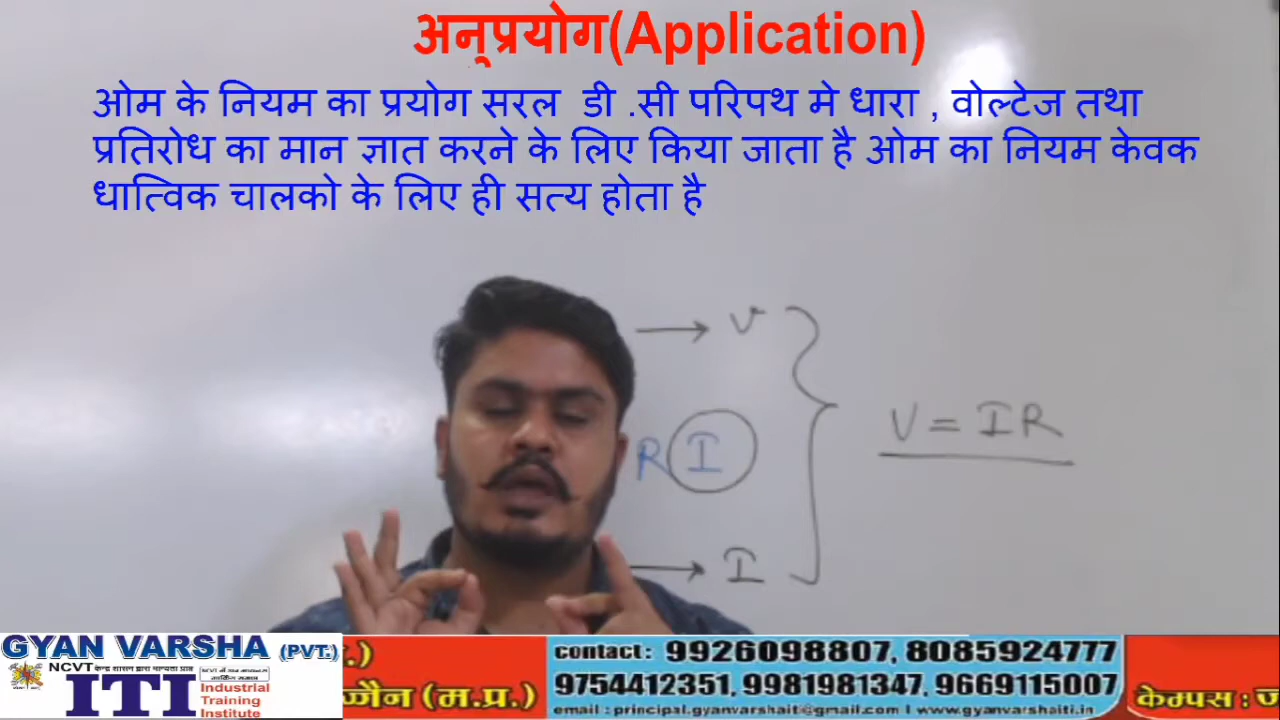 अनुप्रयोग(Application)
ओम के नियम का प्रयोग सरल डी .सी परिपथ मे धारा , वोल्टेज तथा
प्रतिरोध का मान ज्ञात करने के लिए किया जाता है ओम का नियम केवक
धात्विक चालको के लिए ही सत्य होता है
→ V
R I
V = IR
→ I
GYAN VARSHA (PVT.)
NCVT
ITI
Industrial
Training
Institute
.)
ज्जैन (म.प्र.)
contact : 9926098807, 8085924777
9754412351, 9981981347, 9669115007
email : principal.gyanvarshaiti@gmail.com | www.gyanvarshaiti.in
केम्पस : ज